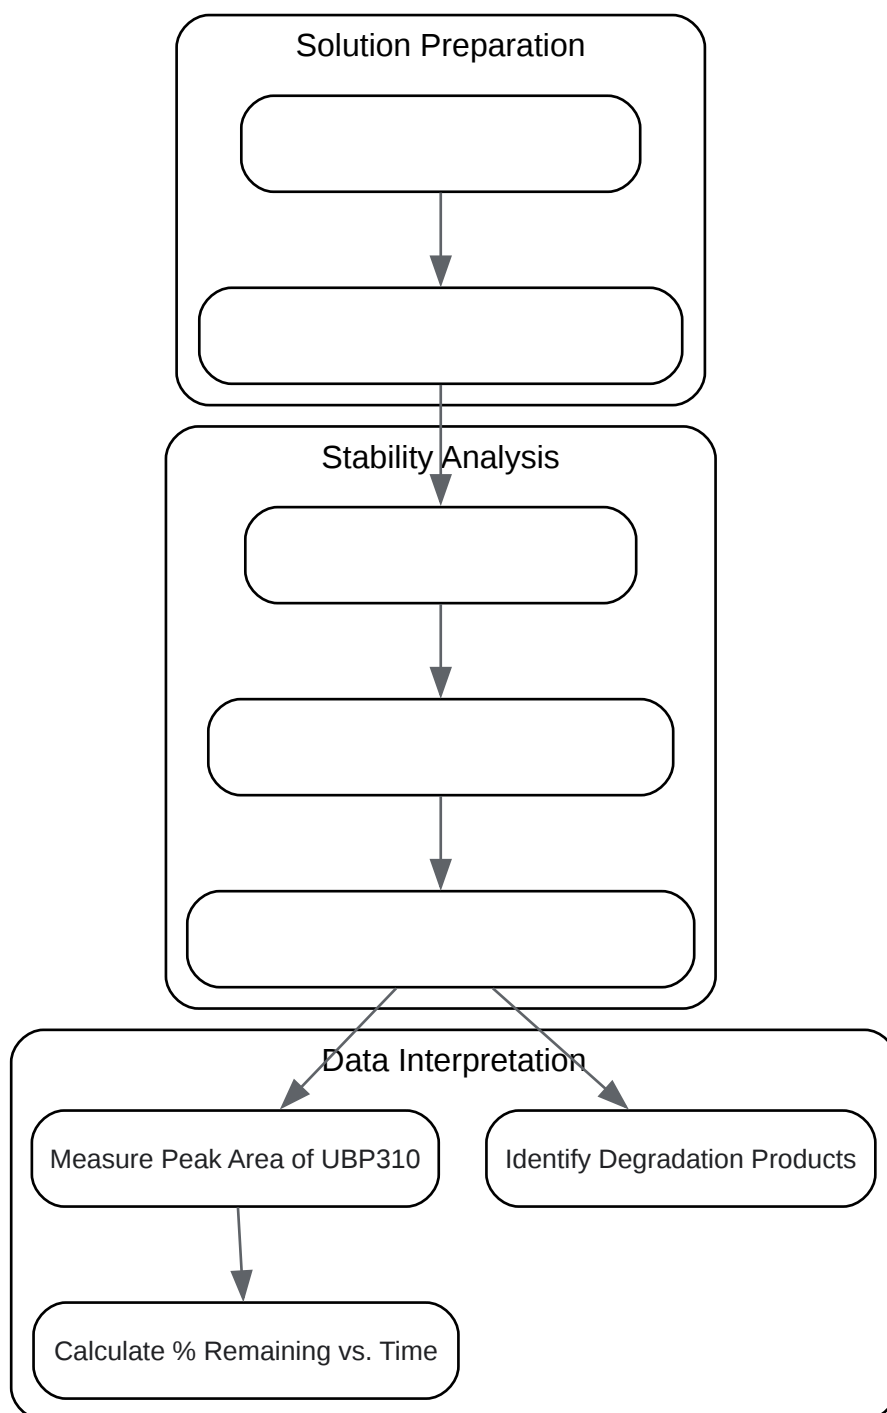 Solution Preparation
Stability Analysis
Data Interpretation
Measure Peak Area of UBP310
Identify Degradation Products
Calculate % Remaining vs. Time